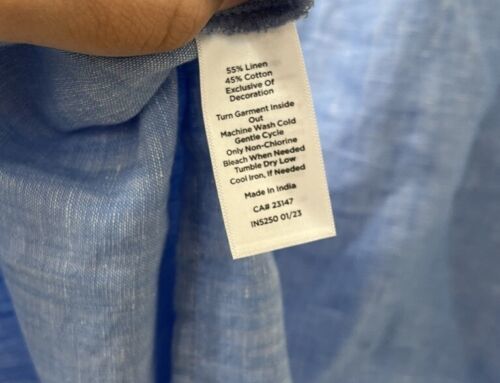 55% Linen
45% Cotton
Exclusive Of
Decoration
Turn Garment Inside
Out
Machine Wash Cold
Gentle Cycle
Only Non-Chlorine
Bleach When Needed
Tumble Dry Low
Cool Iron, If Needed
Made In India
CA# 23147
INS250 01/23